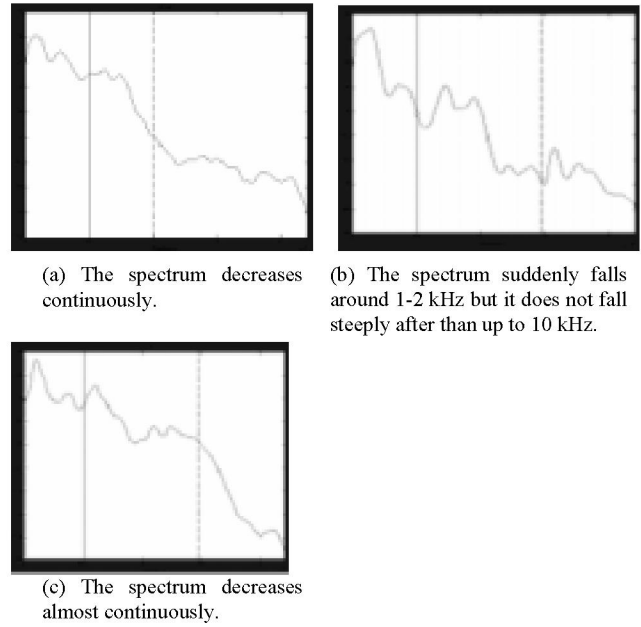 (a) The spectrum decreases
continuously.
(b) The spectrum suddenly falls
around 1-2 kHz but it does not fall
steeply after than up to 10 kHz.
(c) The spectrum decreases
almost continuously.